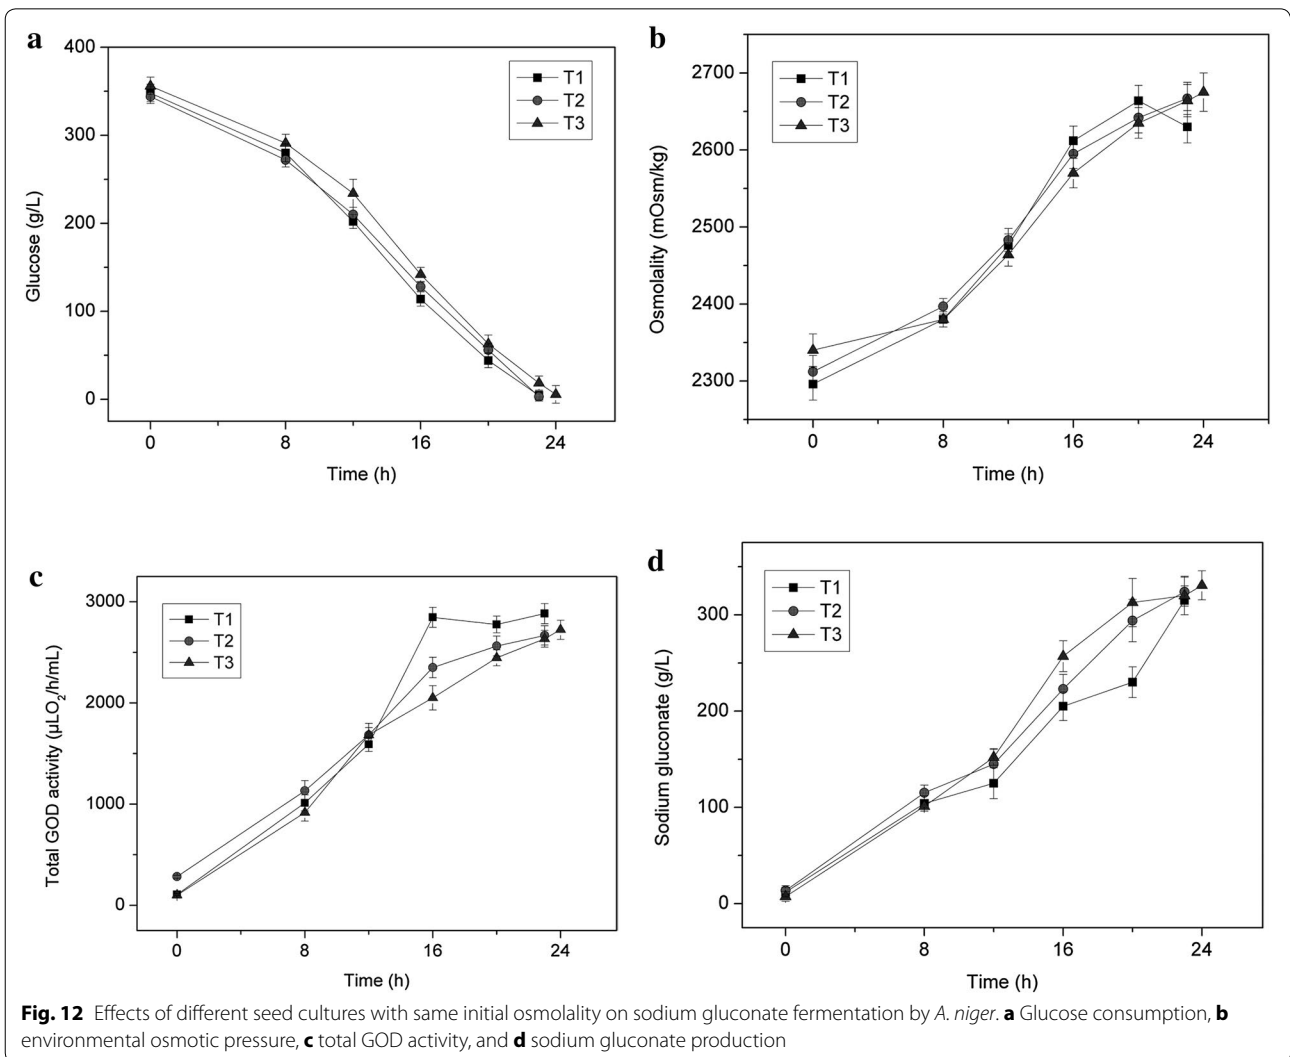 a
400
300
200
100
0
Glucose (g/L)
T1
T2
T3
0 8 16 24
Time (h)
b
2700
2600
2500
2400
2300
Osmolality (mOsm/kg)
T1
T2
T3
0 8 16 24
Time (h)
c
3000
2000
1000
0
Total GOD activity (μLO₂/h/mL)
T1
T2
T3
0 8 16 24
Time (h)
d
300
200
100
0
Sodium gluconate (g/L)
T1
T2
T3
0 8 16 24
Time (h)
Fig. 12 Effects of different seed cultures with same initial osmolality on sodium gluconate fermentation by A. niger. a Glucose consumption, b
environmental osmotic pressure, c total GOD activity, and d sodium gluconate production